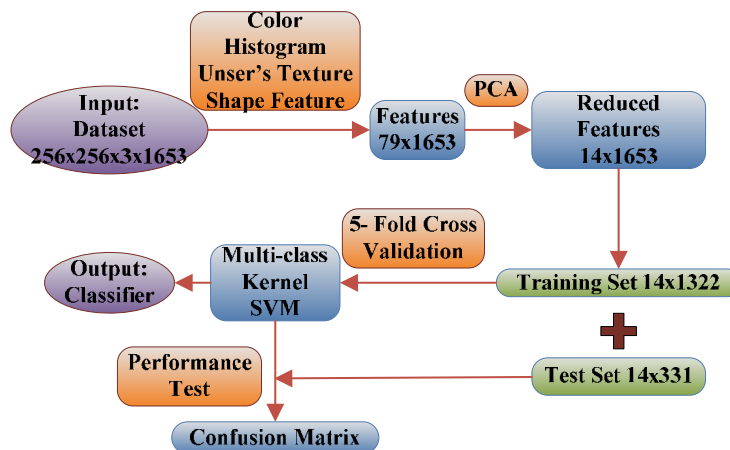 Color
Histogram
Unser's Texture
Shape Feature
Input:
Dataset
256x256x3x1653
Features
79x1653
PCA
Reduced
Features
14x1653
5- Fold Cross
Validation
Output:
Classifier
Multi-class
Kernel
SVM
Training Set 14x1322
Performance
Test
Test Set 14x331
Confusion Matrix